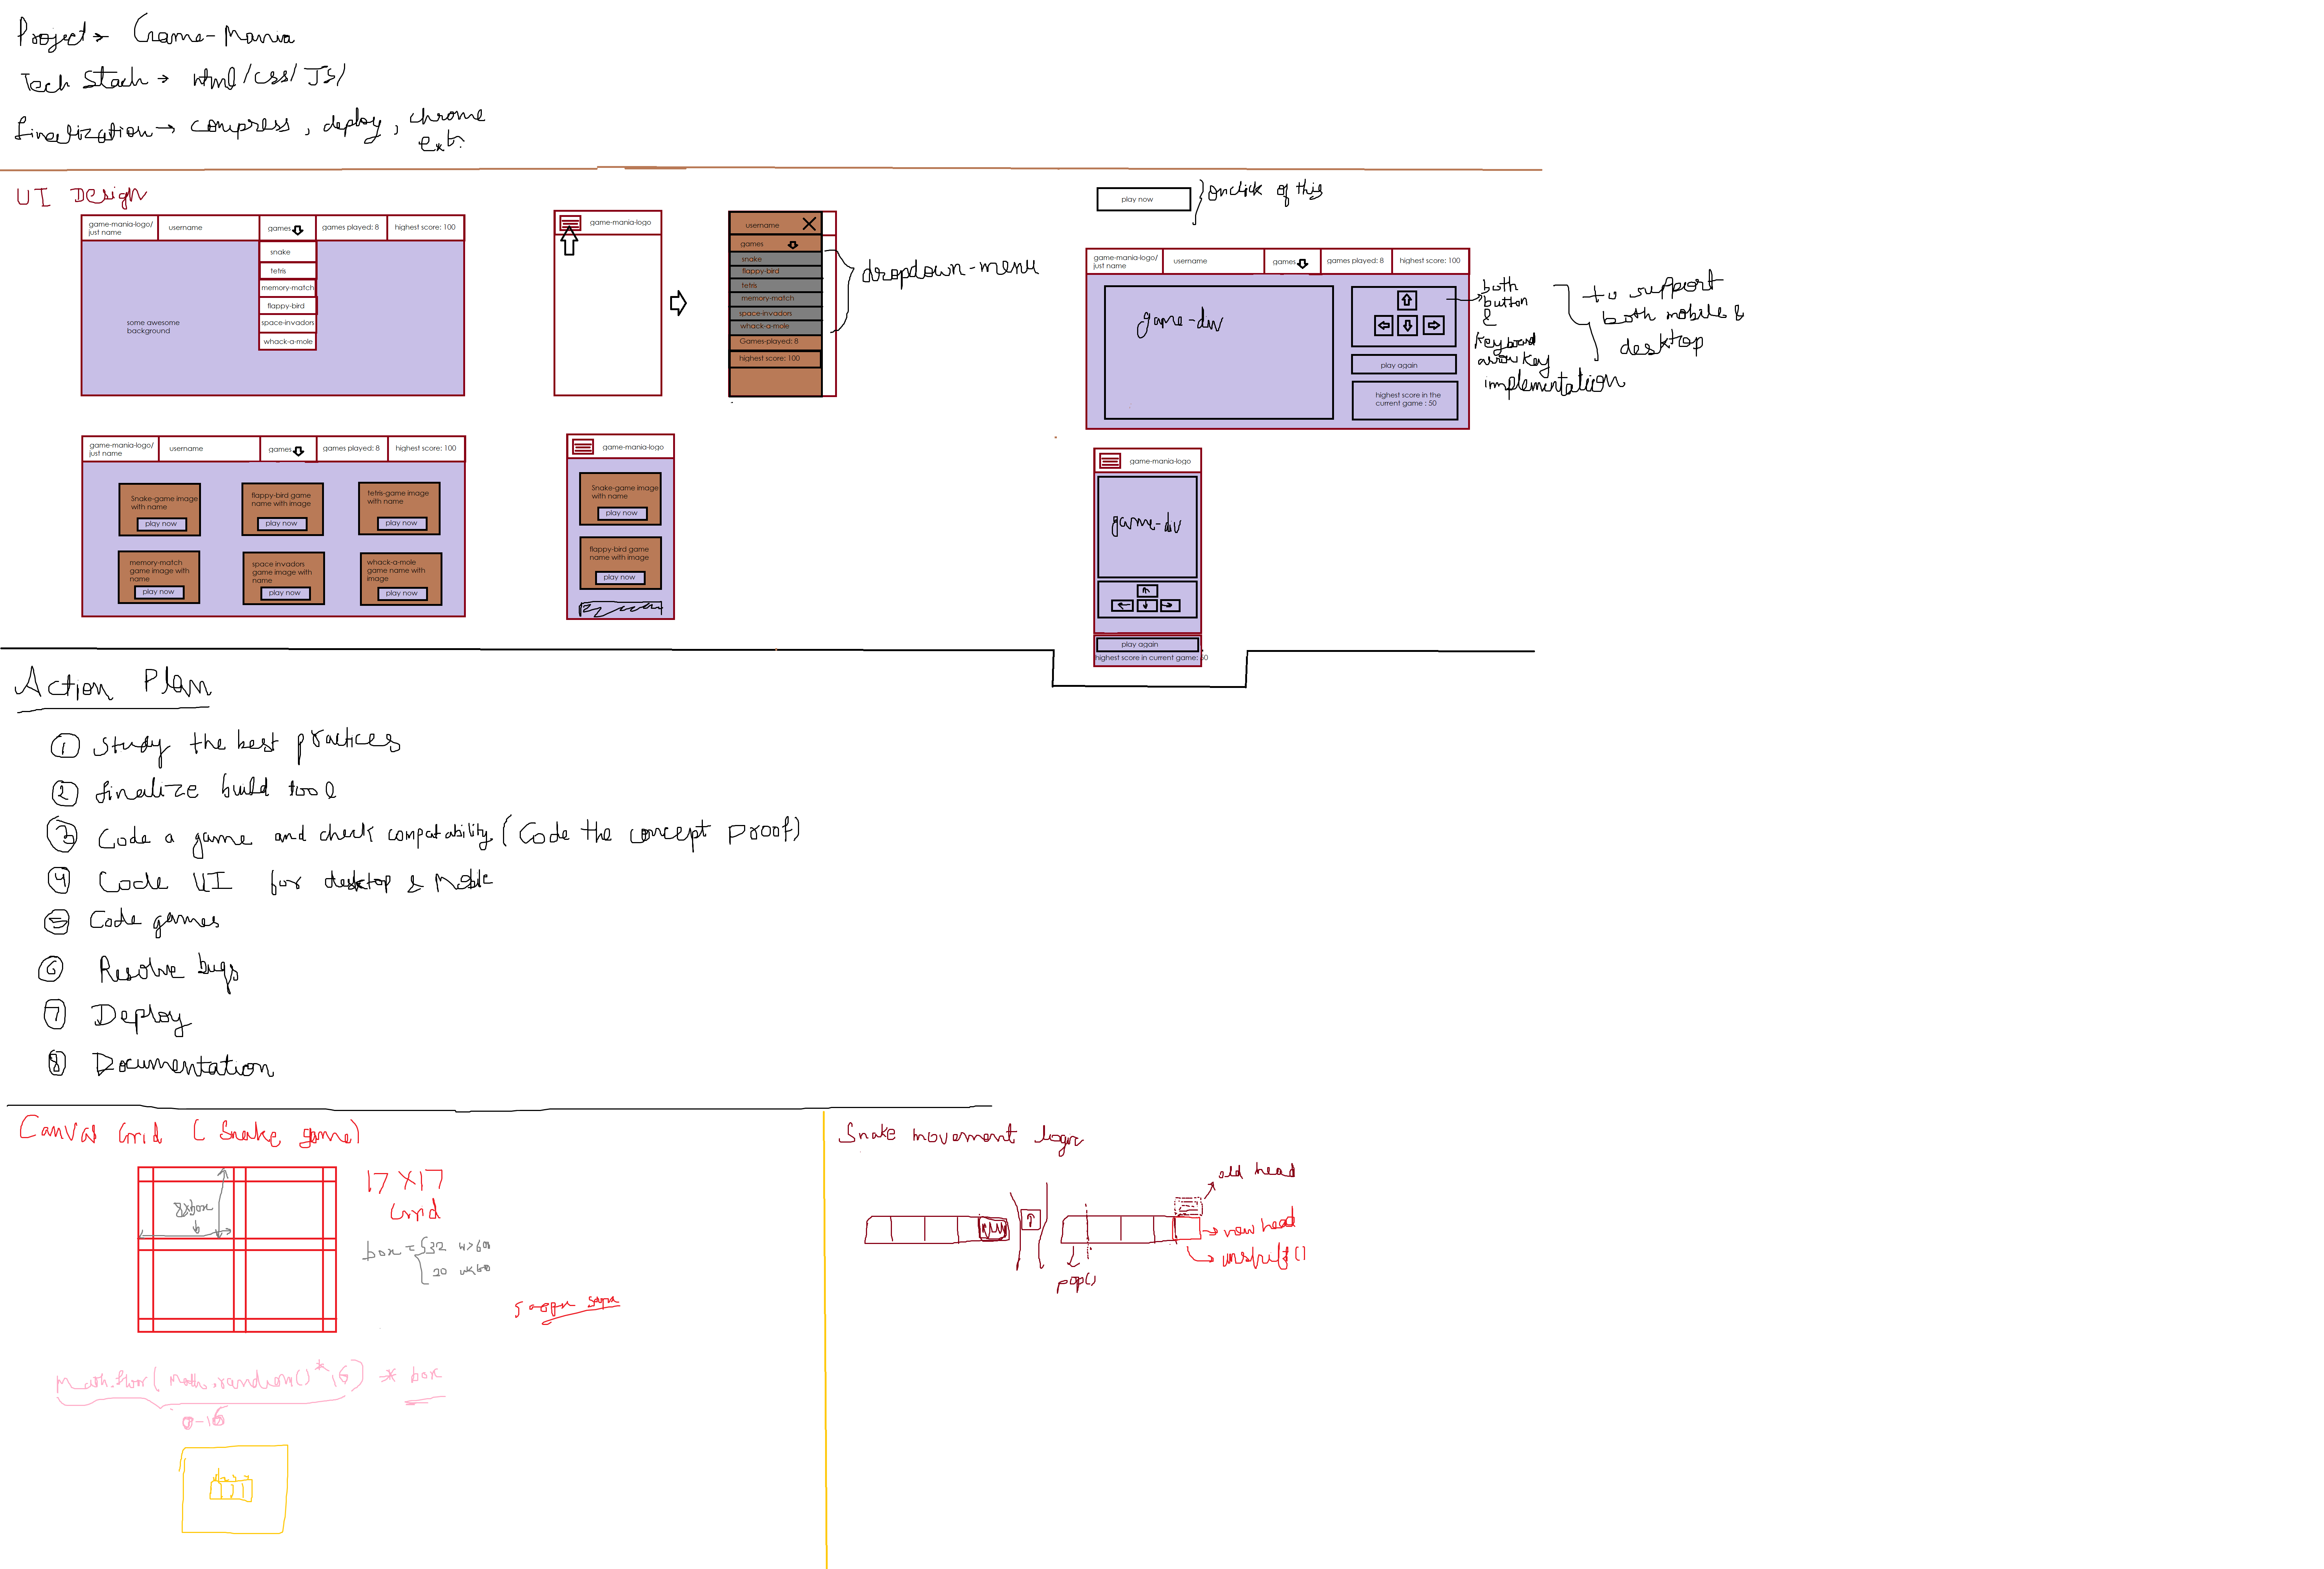 Project → Game-Mania
Tech Stack → html/css/JS/
finalization → compress, deploy, chrome
ext.
UI Design
game-mania-logo/
just name
username
games
games played: 8
highest score: 100
snake
tetris
memory-match
flappy-bird
space-invadors
whack-a-mole
some awesome
background
game-mania-logo
username
games
snake
flappy-bird
tetris
memory-match
space-invadors
whack-a-mole
Games-played: 8
highest score: 100
dropdown-menu
play now
onclick of this
game-mania-logo/
just name
username
games
games played: 8
highest score: 100
game-div
play again
highest score in the
current game : 50
both
button
&
keyboard
arrow key
implementation
to support
both mobile &
desktop
game-mania-logo/
just name
username
games
games played: 8
highest score: 100
Snake-game image
with name
play now
flappy-bird game
name with image
play now
tetris-game image
with name
play now
memory-match
game image with
name
play now
space invadors
game image with
name
play now
whack-a-mole
game name with
image
play now
game-mania-logo
Snake-game image
with name
play now
flappy-bird game
name with image
play now
game-mania-logo
game-div
play again
highest score in current game: 50
Action Plan
1 Study the best practices
2 finalize build tool
3 Code a game and check compatability (Code the concept proof)
4 Code UI for desktop & Mobile
5 Code games
6 Resolve bugs
7 Deploy
8 Documentation
Canvas Grid (Snake game)
8xbox
17 X 17
Grid
box = { 32 w>600
20 w<600
Math.floor(Math.random()*16) * box
0-16
Snake movement logic
old head
new head
unshift()
pop()